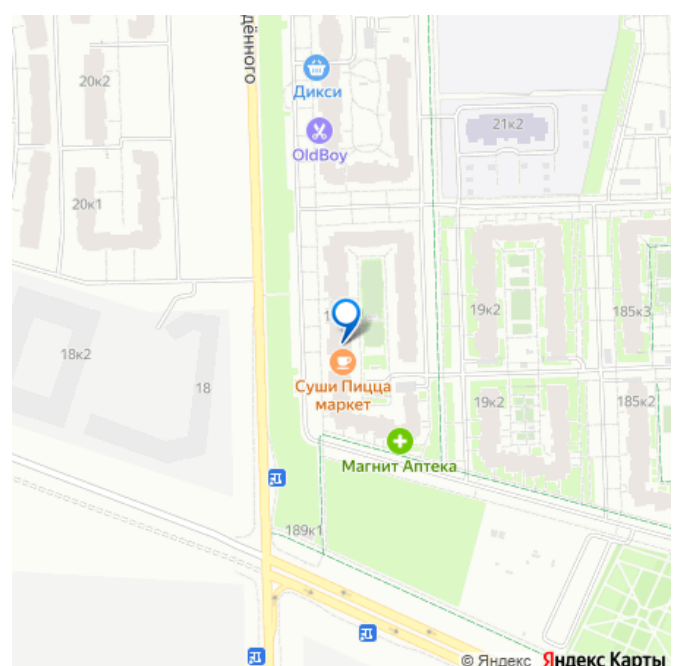 дённого
20к2
Дикси
OldBoy
21к2
20к1
19к2
185к3
18к2
18
Суши Пицца
маркет
19к2
185к2
Магнит Аптека
189к1
© Яндекс Яндекс Карты